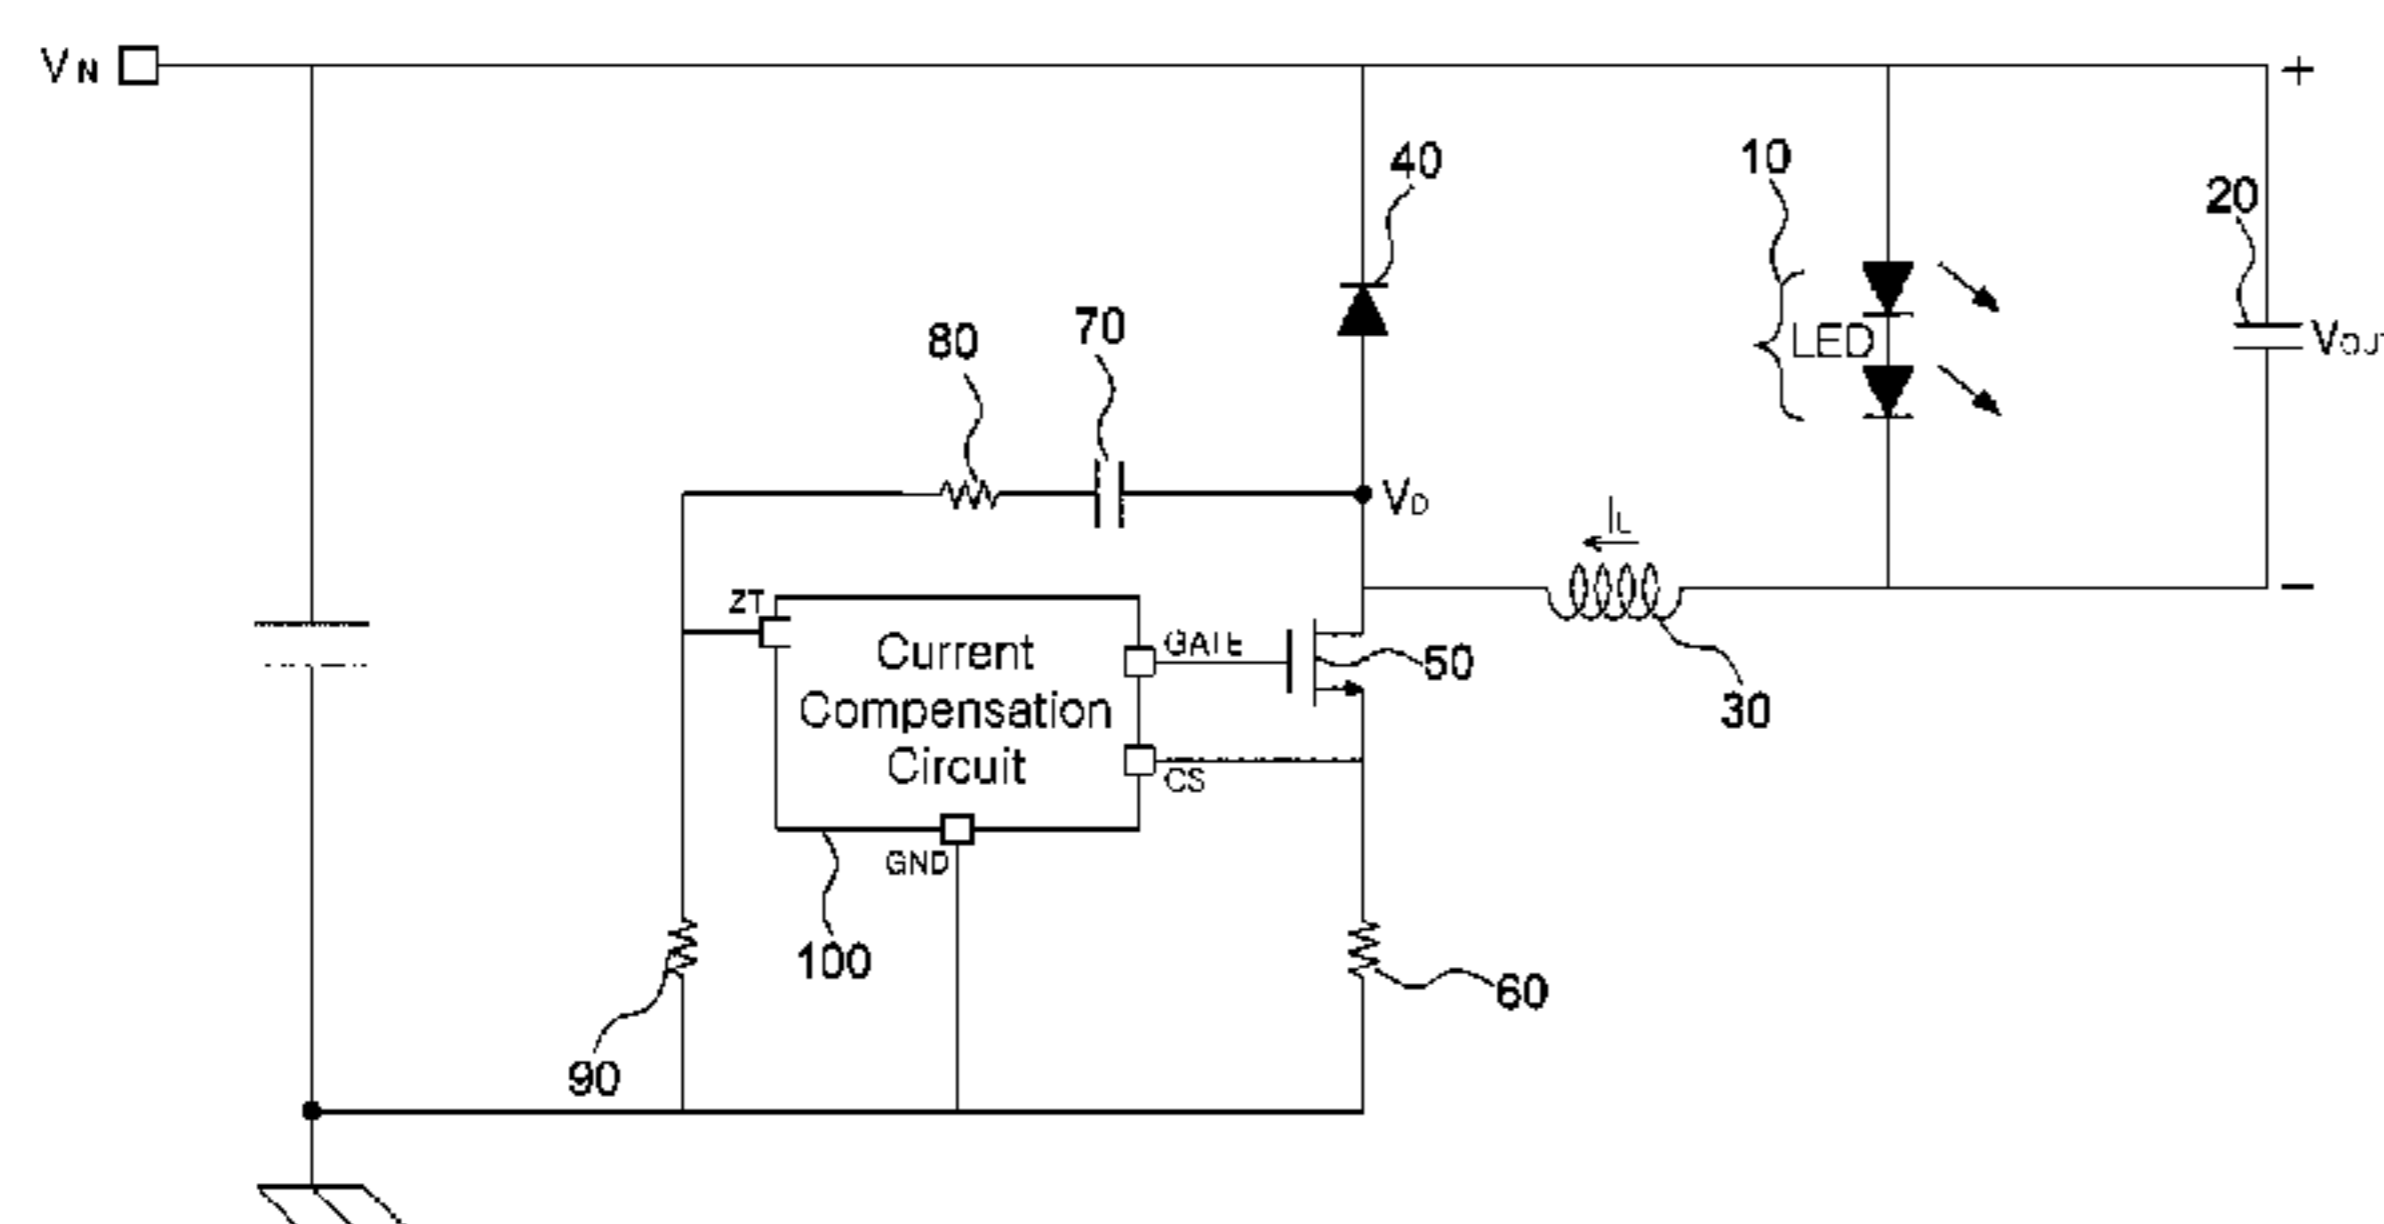 VIN
+
40
10
20
80
70
LED
VOUT
VD
IL
−
ZT
GATE
50
Current
Compensation
Circuit
30
CS
GND
100
60
90